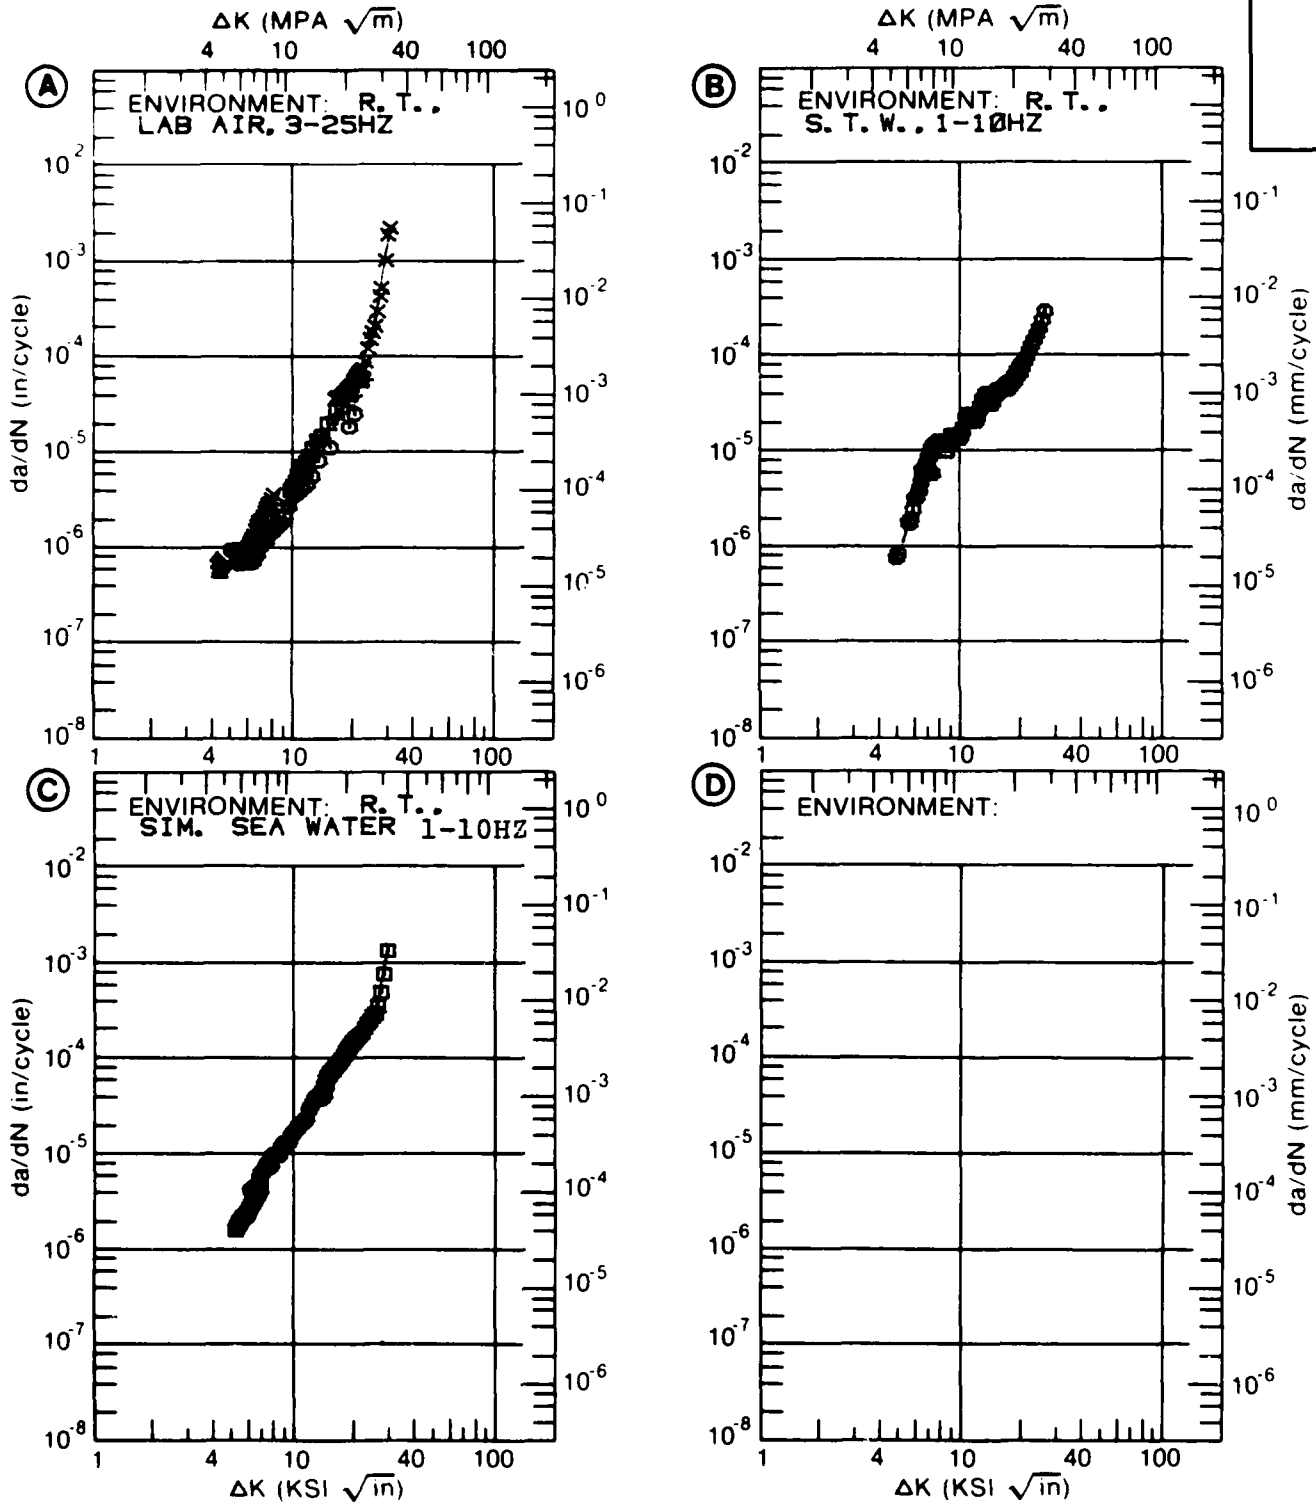 ΔK (MPA √m)
4 10 40 100
A
ENVIRONMENT: R.T.,
LAB AIR, 3-25HZ
10^0
10^2
10^-1
10^-3
10^-2
10^-4
10^-3
10^-5
10^-4
10^-6
10^-5
10^-7
10^-6
10^-8
da/dN (in/cycle)
1 4 10 40 100
ΔK (MPA √m)
4 10 40 100
B
ENVIRONMENT: R.T.,
S.T.W., 1-10HZ
10^-2
10^-1
10^-3
10^-2
10^-4
10^-3
10^-5
10^-4
10^-6
10^-5
10^-7
10^-6
10^-8
da/dN (mm/cycle)
1 4 10 40 100
C
ENVIRONMENT: R.T.,
SIM. SEA WATER 1-10HZ
10^0
10^-2
10^-1
10^-3
10^-2
10^-4
10^-3
10^-5
10^-4
10^-6
10^-5
10^-7
10^-6
10^-8
da/dN (in/cycle)
1 4 10 40 100
ΔK (KSI √in)
D
ENVIRONMENT:
10^0
10^-2
10^-1
10^-3
10^-2
10^-4
10^-3
10^-5
10^-4
10^-6
10^-5
10^-7
10^-6
10^-8
da/dN (mm/cycle)
1 4 10 40 100
ΔK (KSI √in)